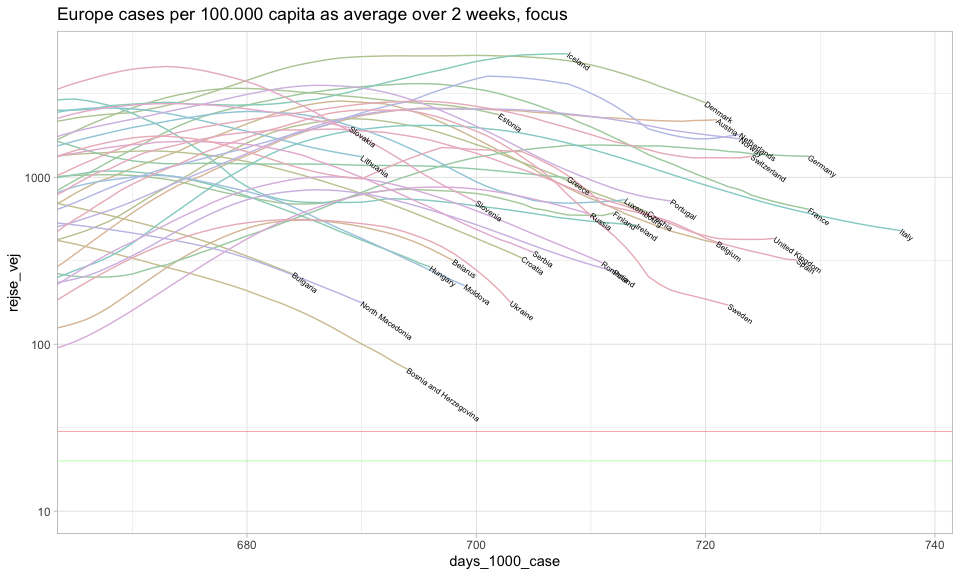 Europe cases per 100.000 capita as average over 2 weeks, focus
rejse_vej
1000
100
10
Iceland
Denmark
Estonia
Austria
Norway
Netherlands
Slovakia
Lithuania
Switzerland
Germany
Greece
Slovenia
Russia
Luxembourg
Finland
Ireland
Portugal
France
Italy
Belgium
United Kingdom
Spain
Serbia
Croatia
Belarus
Hungary
Moldova
Ukraine
Bulgaria
North Macedonia
Sweden
Bosnia and Herzegovina
680
700
720
740
days_1000_case